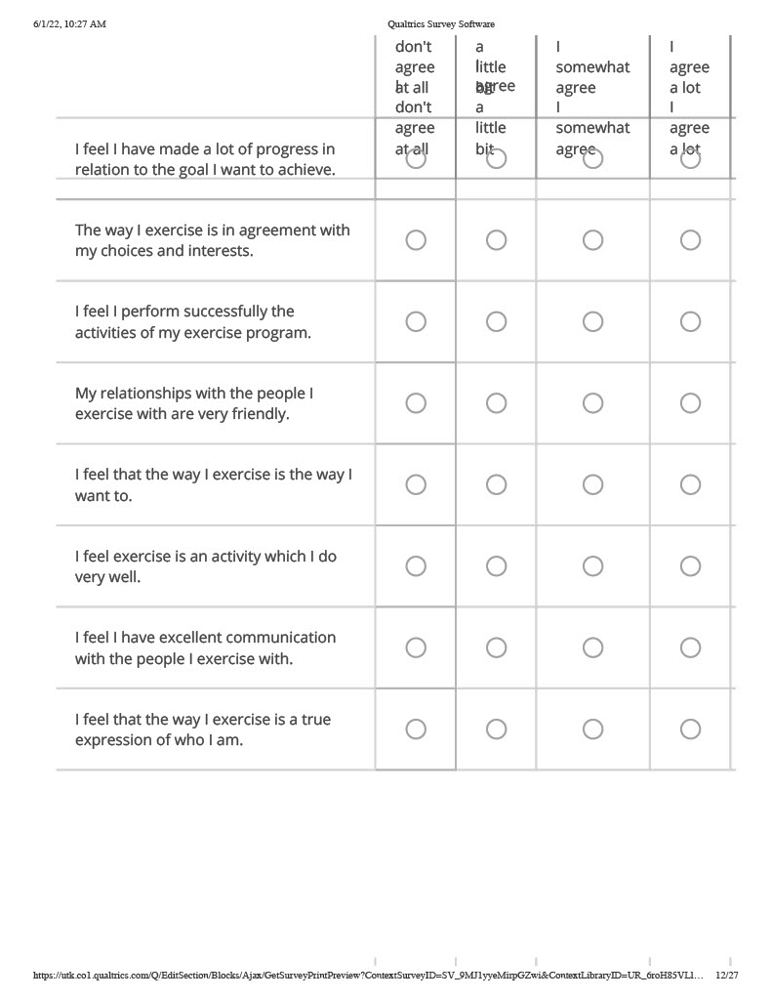 6/1/22, 10:27 AM Qualtrics Survey Software
don't a I I
agree little somewhat agree
at all bit agree a lot
I agree
don't a I I
agree little somewhat agree
at all bit agree a lot
I feel I have made a lot of progress in
relation to the goal I want to achieve.
The way I exercise is in agreement with
my choices and interests.
I feel I perform successfully the
activities of my exercise program.
My relationships with the people I
exercise with are very friendly.
I feel that the way I exercise is the way I
want to.
I feel exercise is an activity which I do
very well.
I feel I have excellent communication
with the people I exercise with.
I feel that the way I exercise is a true
expression of who I am.
https://utk.co1.qualtrics.com/Q/EditSection/Blocks/Ajax/GetSurveyPrintPreview?ContextSurveyID=SV_9MJ1yyeMirpGZwi&ContextLibraryID=UR_6roH85VLl… 12/27